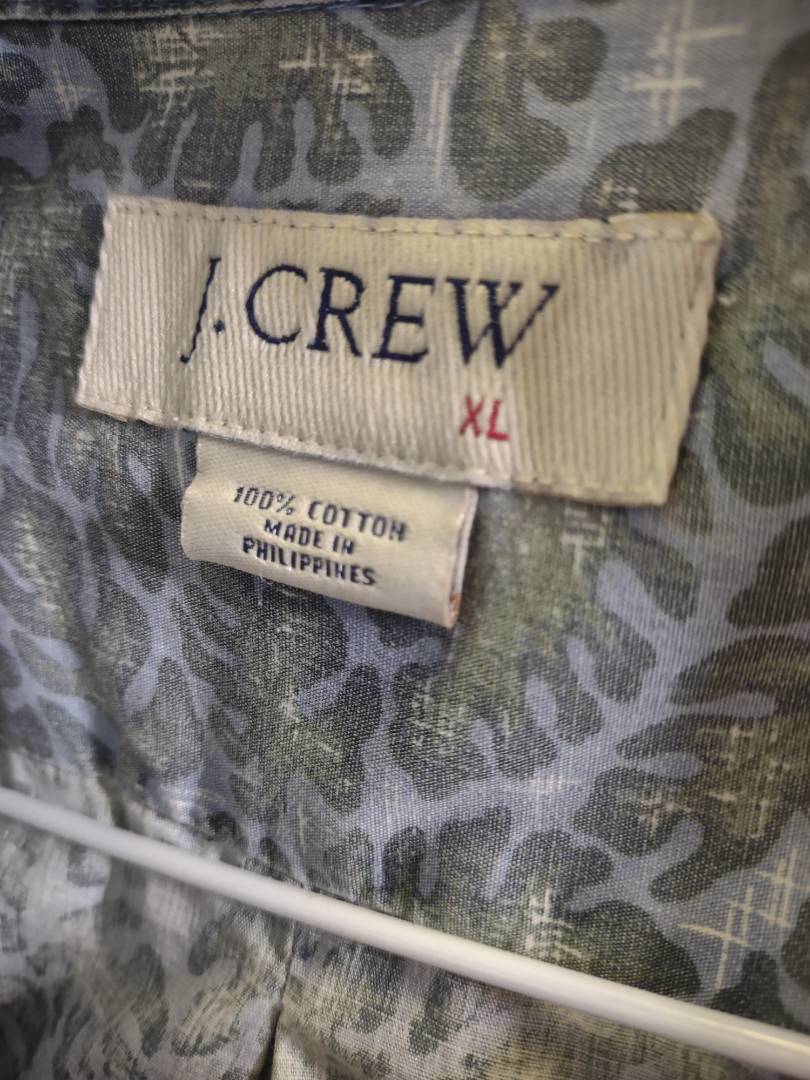 J.CREW
XL
100% COTTON
MADE IN
PHILIPPINES